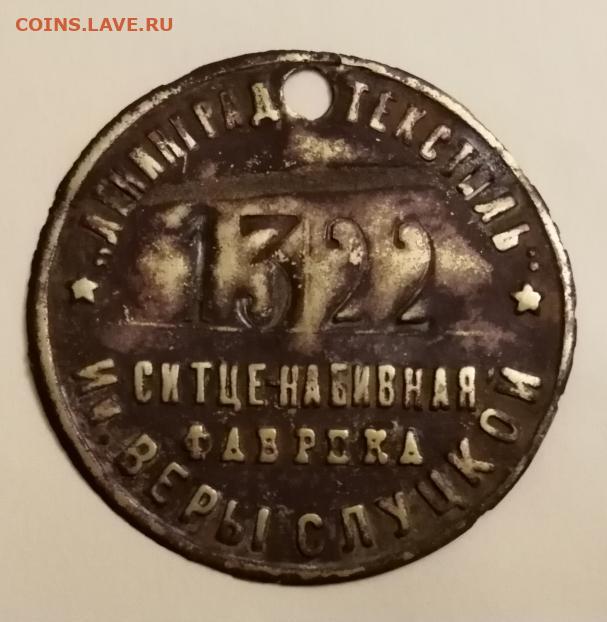 COINS.LAVE.RU
„ЛЕНИНГРАД ТЕКСТИЛЬ“
1322
СИТЦЕ-НАБИВНАЯ
ФАБРИКА
ИМ. ВЕРЫ СЛУЦКОЙ